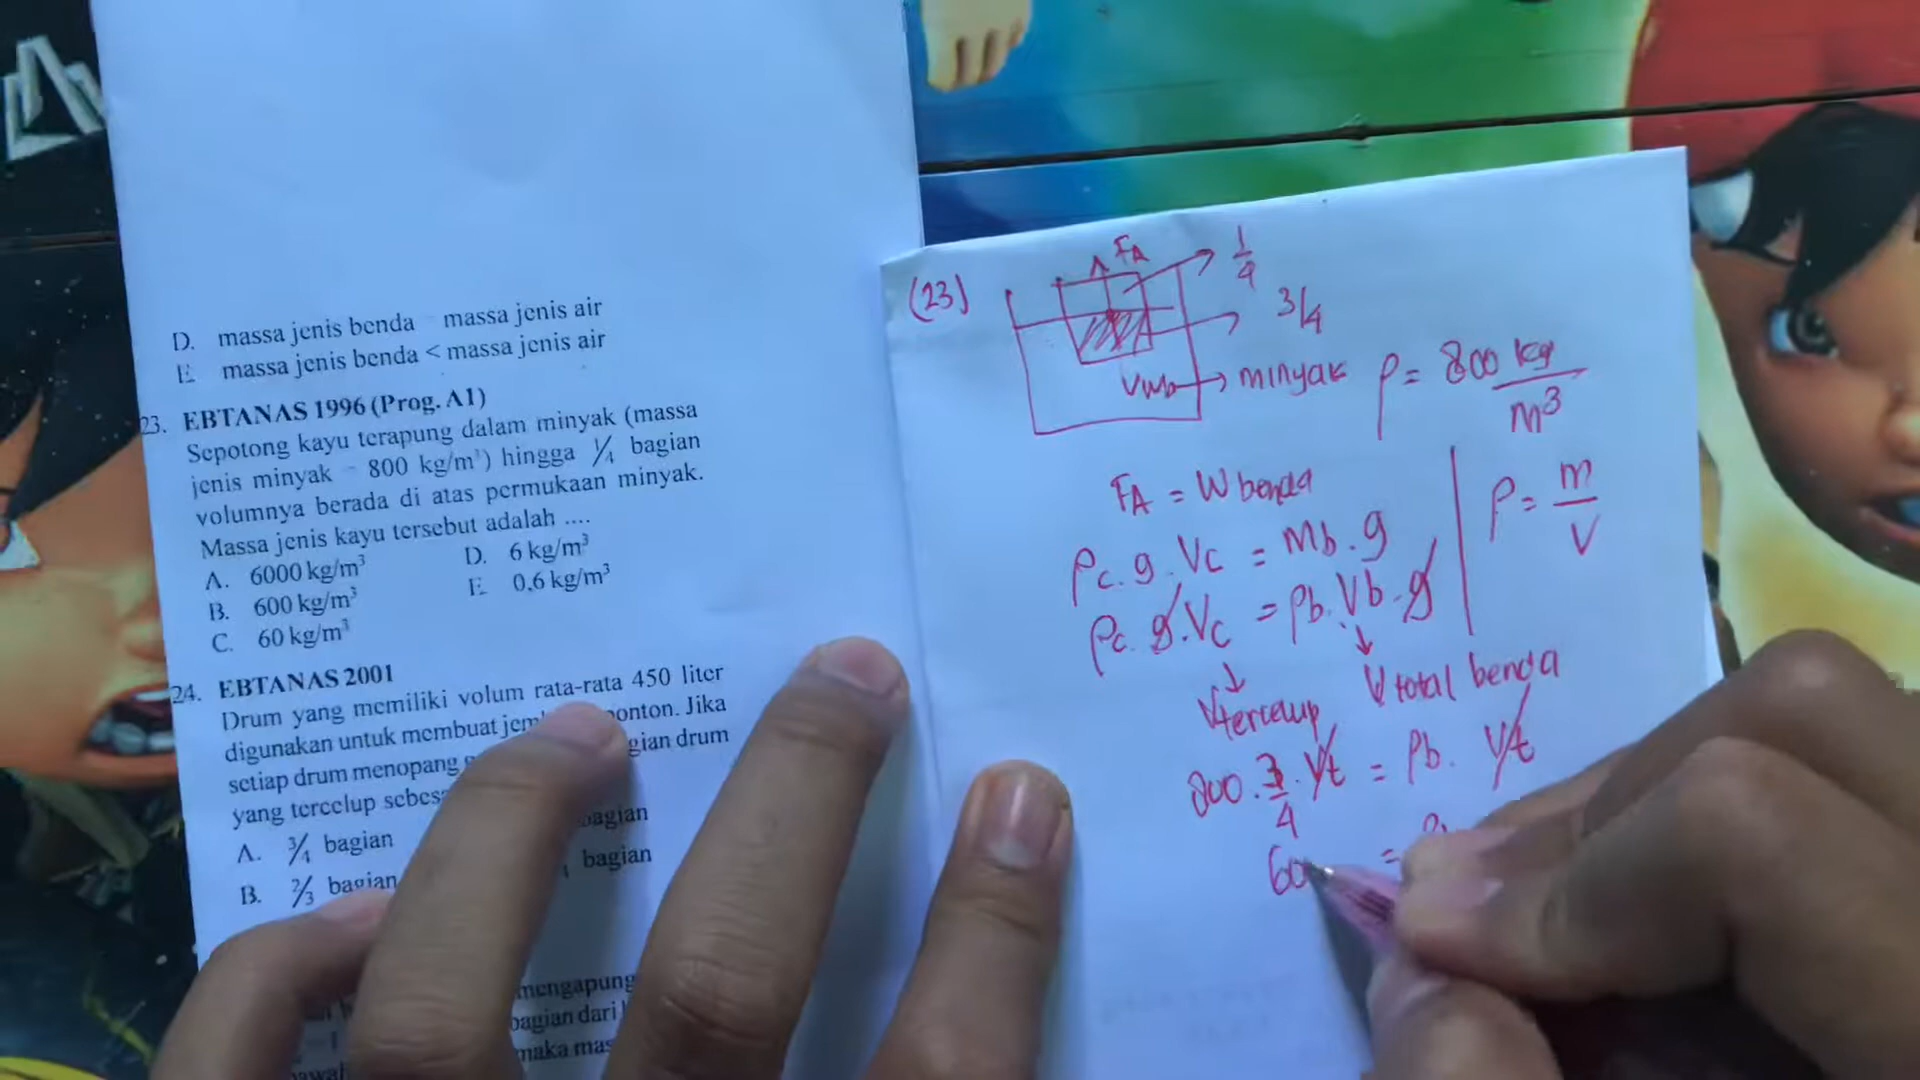 D. massa jenis benda = massa jenis air
E. massa jenis benda < massa jenis air
23. EBTANAS 1996 (Prog. A1)
Sepotong kayu terapung dalam minyak (massa
jenis minyak = 800 kg/m³) hingga 1/4 bagian
volumnya berada di atas permukaan minyak.
Massa jenis kayu tersebut adalah ....
A. 6000 kg/m³
B. 600 kg/m³
C. 60 kg/m³
D. 6 kg/m³
E. 0,6 kg/m³
24. EBTANAS 2001
Drum yang memiliki volum rata-rata 450 liter
digunakan untuk membuat ponton. Jika
setiap drum menopang drum
yang tercelup
A. 3/4 bagian
B. 2/3 bagian
bagian
bagian
mengapung
bagian dari
maka
(23)
FA
1/4
3/4
→ minyak ρ = 800 kg/m³
FA = W benda
ρc . g . Vc = Mb . g
ρc . g . Vc = ρb . Vb . g
ρ = m/V
↓ Vtercelup
↓ V total benda
800 . 3/4 . Vt = ρb . Vt
60 =